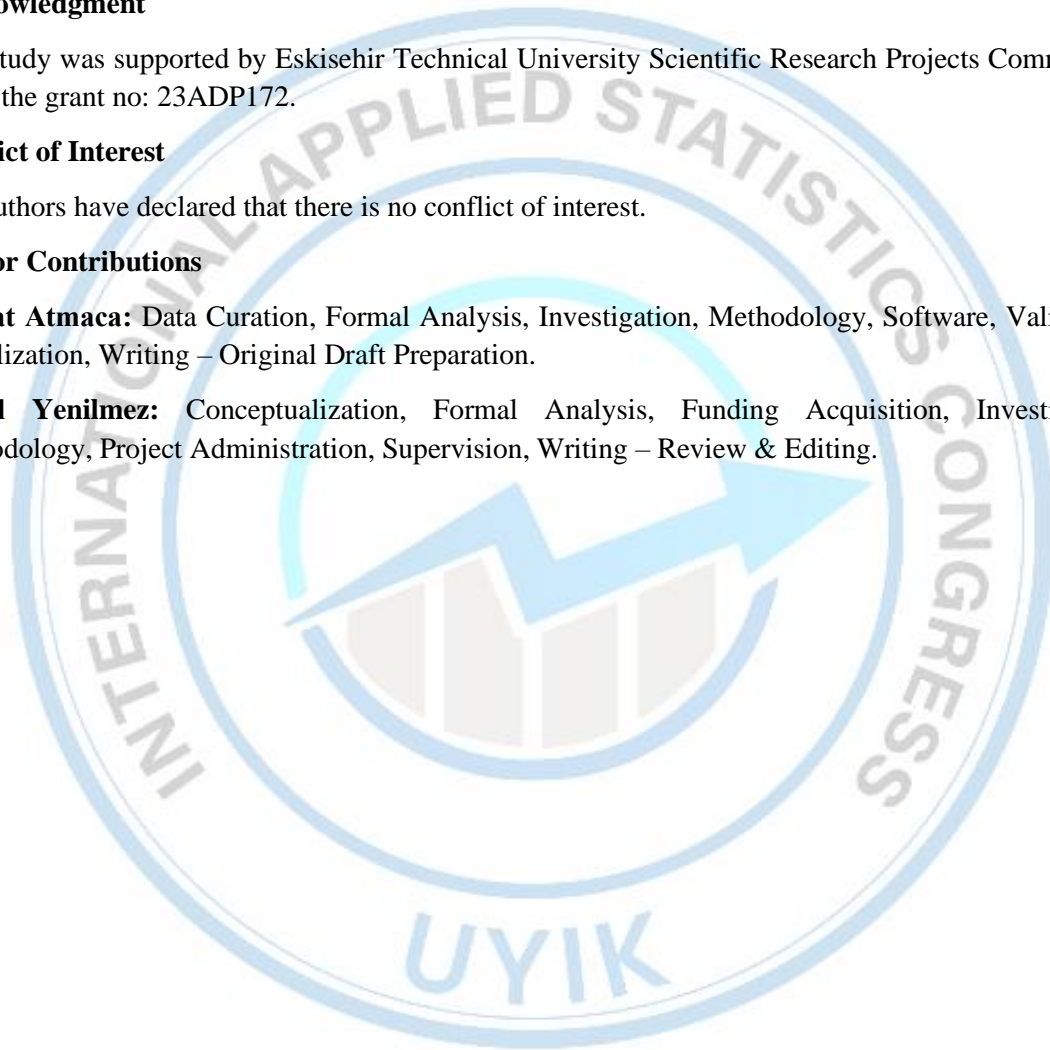 owledgment
tudy was supported by Eskisehir Technical University Scientific Research Projects Com
the grant no: 23ADP172.
ict of Interest
uthors have declared that there is no conflict of interest.
or Contributions
at Atmaca: Data Curation, Formal Analysis, Investigation, Methodology, Software, Vali
lization, Writing – Original Draft Preparation.
l Yenilmez: Conceptualization, Formal Analysis, Funding Acquisition, Investi
odology, Project Administration, Supervision, Writing – Review & Editing.
INTERNATIONAL APPLIED STATISTICS CONGRESS
UYIK